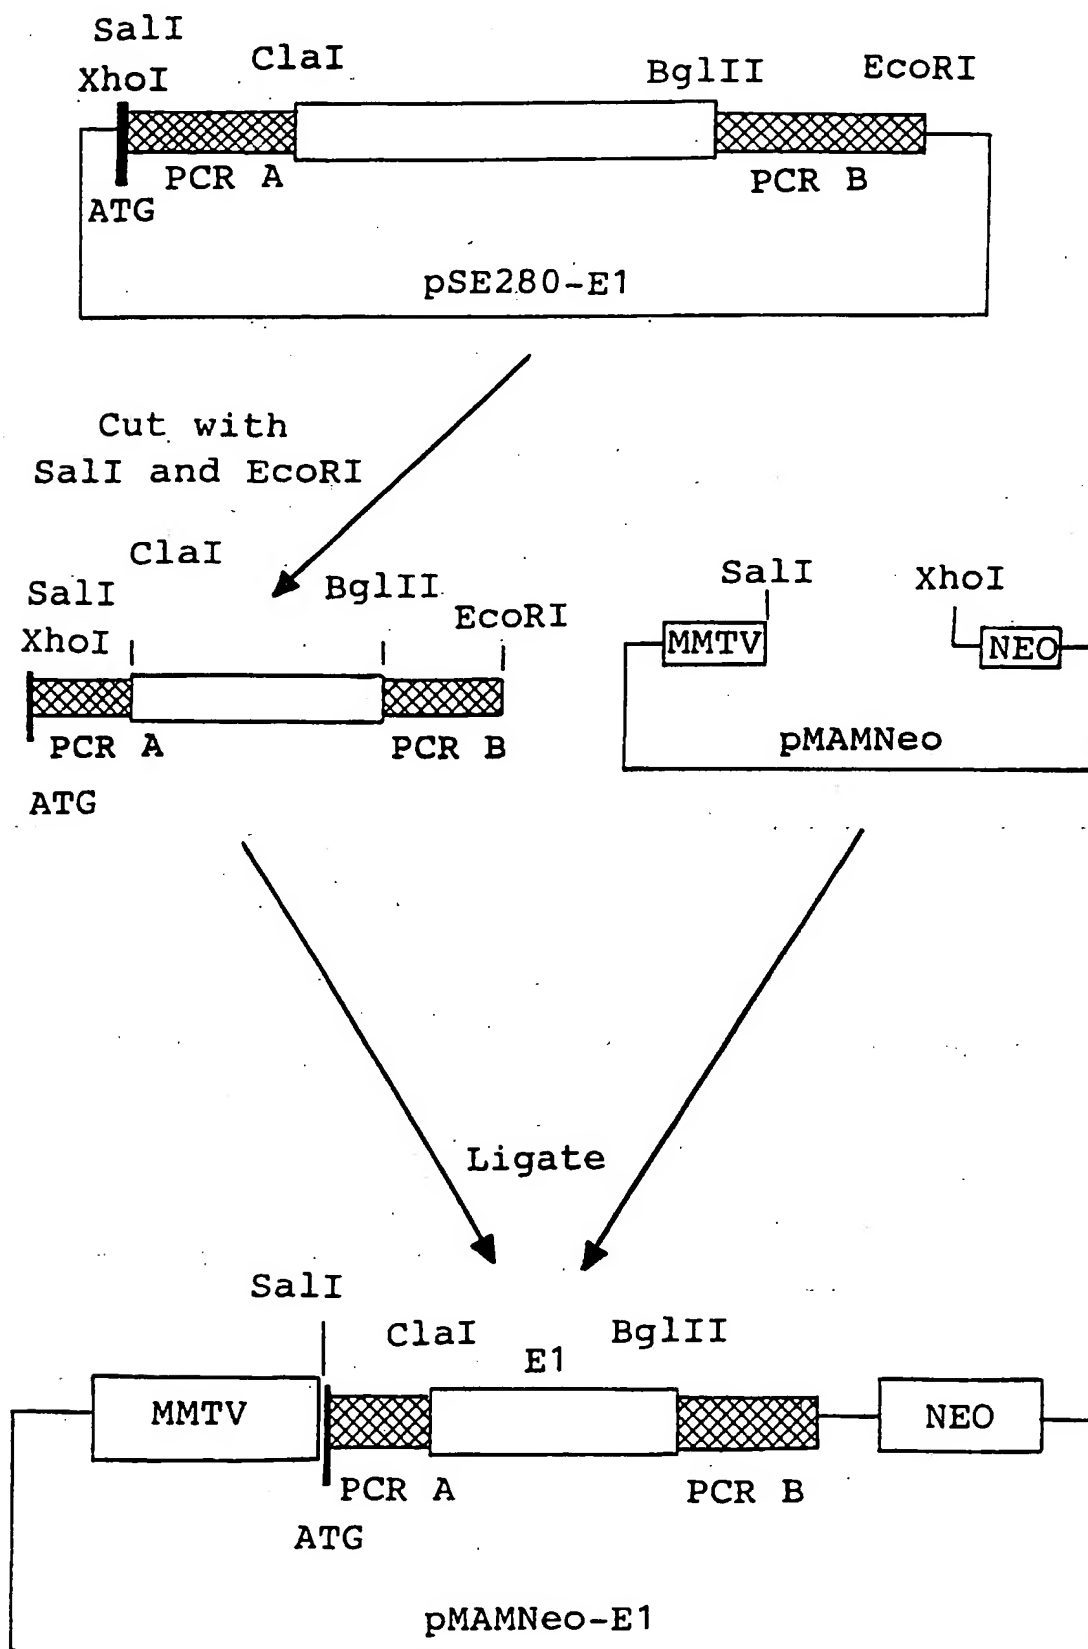 SalI
XhoI
ClaI
BglII
EcoRI
PCR A
PCR B
ATG
pSE280-E1
Cut with
SalI and EcoRI
ClaI
SalI
XhoI
BglII
EcoRI
PCR A
PCR B
ATG
SalI
XhoI
MMTV
NEO
pMAMNeo
Ligate
SalI
ClaI
BglII
E1
MMTV
NEO
PCR A
PCR B
ATG
pMAMNeo-E1